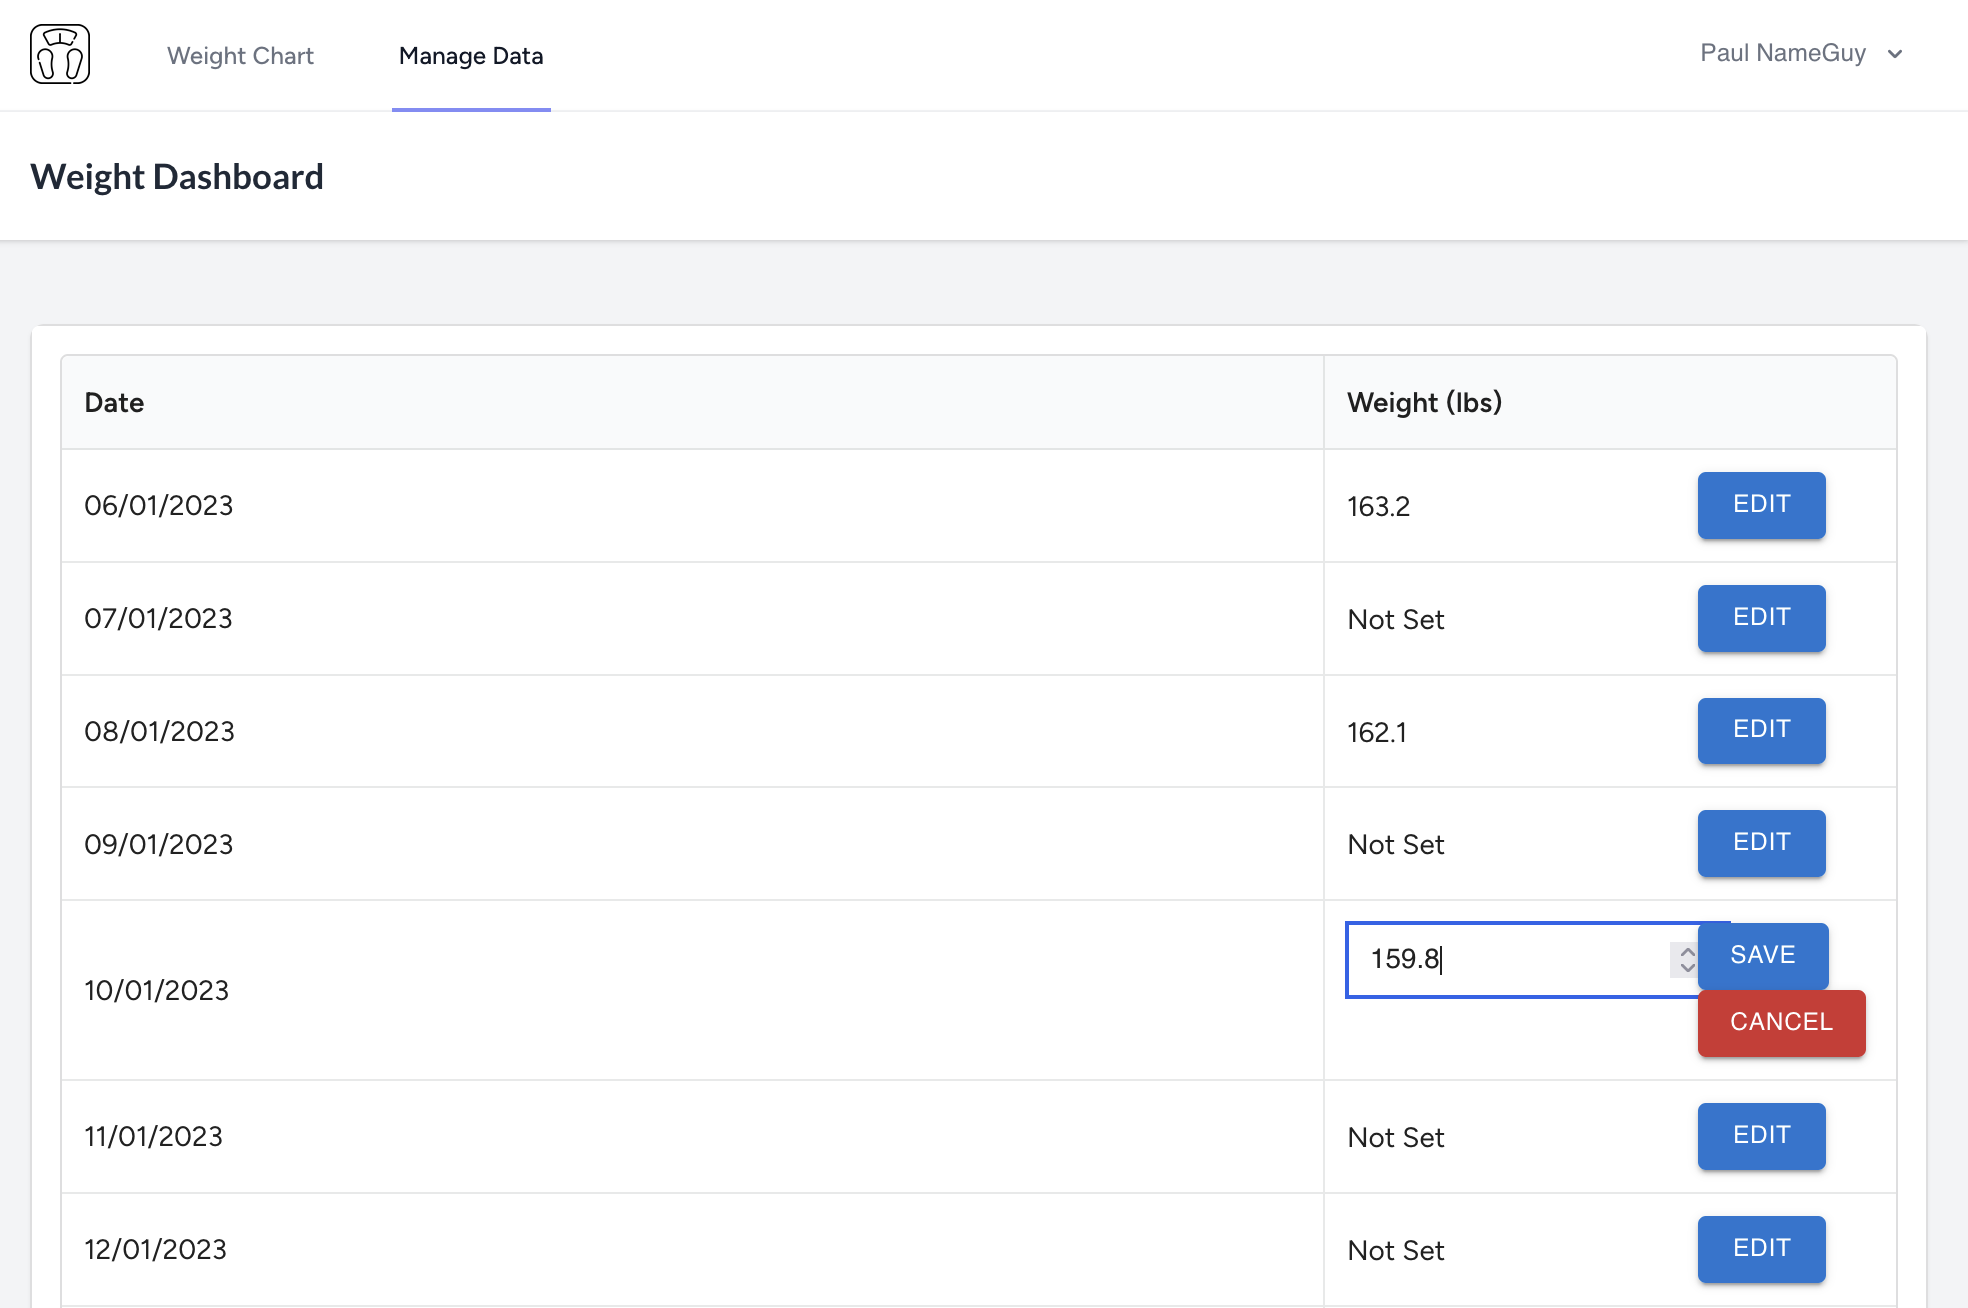 Weight Chart
Manage Data
Paul NameGuy
Weight Dashboard
Date
Weight (lbs)
06/01/2023
163.2
EDIT
07/01/2023
Not Set
EDIT
08/01/2023
162.1
EDIT
09/01/2023
Not Set
EDIT
10/01/2023
159.8
SAVE
CANCEL
11/01/2023
Not Set
EDIT
12/01/2023
Not Set
EDIT